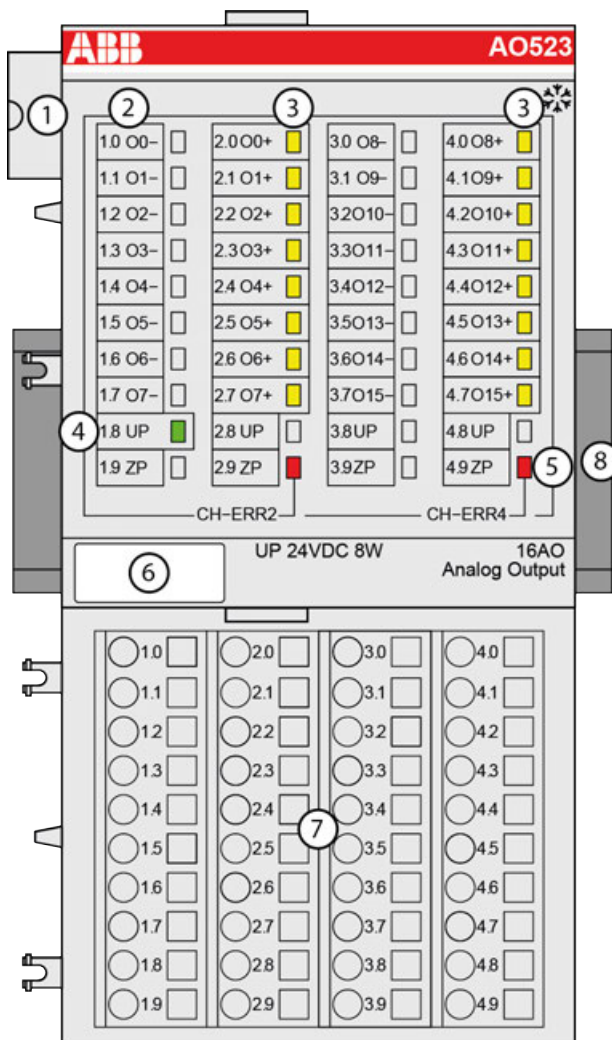 ABB AO523
1 2 3 3
1.0 O0- 2.0 O0+ 3.0 O8- 4.0 O8+
1.1 O1- 2.1 O1+ 3.1 O9- 4.1 O9+
1.2 O2- 2.2 O2+ 3.2 O10- 4.2 O10+
1.3 O3- 2.3 O3+ 3.3 O11- 4.3 O11+
1.4 O4- 2.4 O4+ 3.4 O12- 4.4 O12+
1.5 O5- 2.5 O5+ 3.5 O13- 4.5 O13+
1.6 O6- 2.6 O6+ 3.6 O14- 4.6 O14+
1.7 O7- 2.7 O7+ 3.7 O15- 4.7 O15+
4 1.8 UP 2.8 UP 3.8 UP 4.8 UP
1.9 ZP 2.9 ZP 3.9 ZP 4.9 ZP 5 8
CH-ERR2 CH-ERR4
6 UP 24VDC 8W 16AO
Analog Output
1.0 2.0 3.0 4.0
1.1 2.1 3.1 4.1
1.2 2.2 3.2 4.2
1.3 2.3 3.3 4.3
1.4 2.4 3.4 4.4
7
1.5 2.5 3.5 4.5
1.6 2.6 3.6 4.6
1.7 2.7 3.7 4.7
1.8 2.8 3.8 4.8
1.9 2.9 3.9 4.9